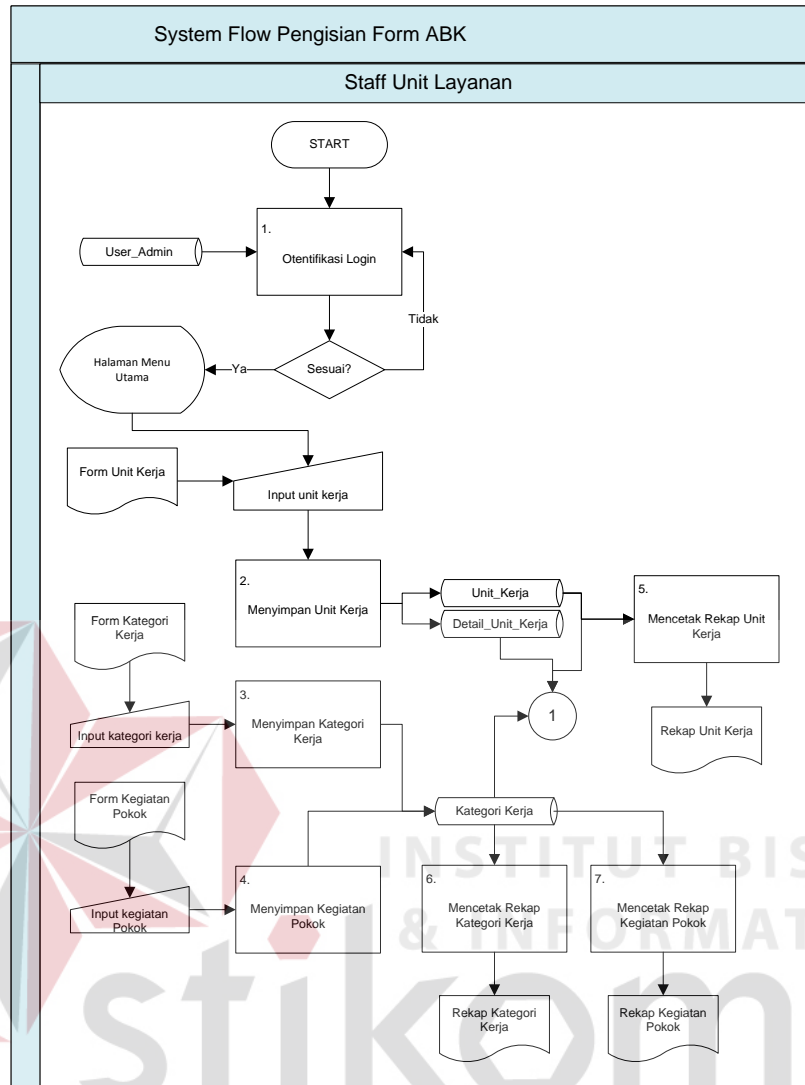 System Flow Pengisian Form ABK
Staff Unit Layanan
START
1.
Otentifikasi Login
User_Admin
Tidak
Sesuai?
Ya
Halaman Menu
Utama
Form Unit Kerja
Input unit kerja
2.
Menyimpan Unit Kerja
Unit_Kerja
Detail_Unit_Kerja
5.
Mencetak Rekap Unit
Kerja
Rekap Unit Kerja
1
Form Kategori
Kerja
Input kategori kerja
3.
Menyimpan Kategori
Kerja
Form Kegiatan
Pokok
Input kegiatan
Pokok
4.
Menyimpan Kegiatan
Pokok
Kategori Kerja
6.
Mencetak Rekap
Kategori Kerja
7.
Mencetak Rekap
Kegiatan Pokok
Rekap Kategori
Kerja
Rekap Kegiatan
Pokok
INSTITUT BIS
& INFORMAT
stikom